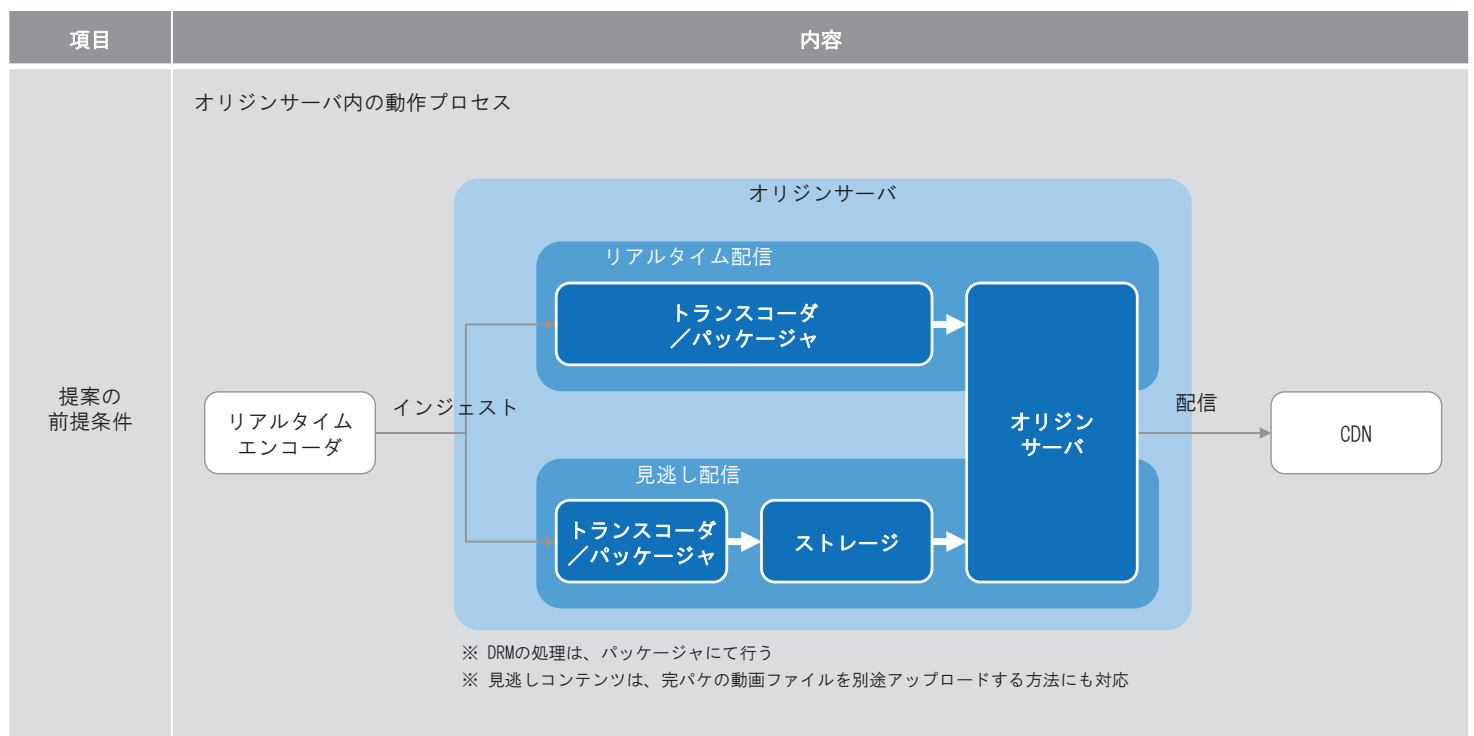 項目
内容
提案の
前提条件
オリジンサーバ内の動作プロセス
オリジンサーバ
リアルタイム配信
トランスコーダ
／パッケージャ
リアルタイム
エンコーダ
インジェスト
オリジン
サーバ
配信
CDN
見逃し配信
トランスコーダ
／パッケージャ
ストレージ
※ DRMの処理は、パッケージャにて行う
※ 見逃しコンテンツは、完パケの動画ファイルを別途アップロードする方法にも対応